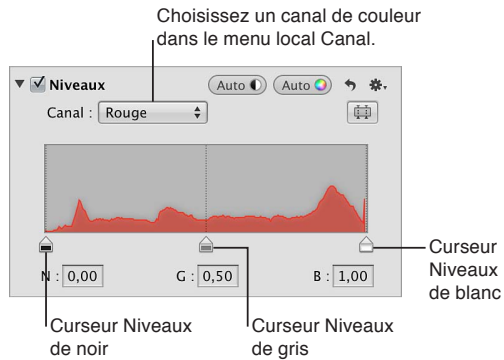 Choisissez un canal de couleur
dans le menu local Canal.
Niveaux
Auto
Auto
Canal : Rouge
N : 0,00
G : 0,50
B : 1,00
Curseur
Niveaux
de blanc
Curseur Niveaux
de noir
Curseur Niveaux
de gris